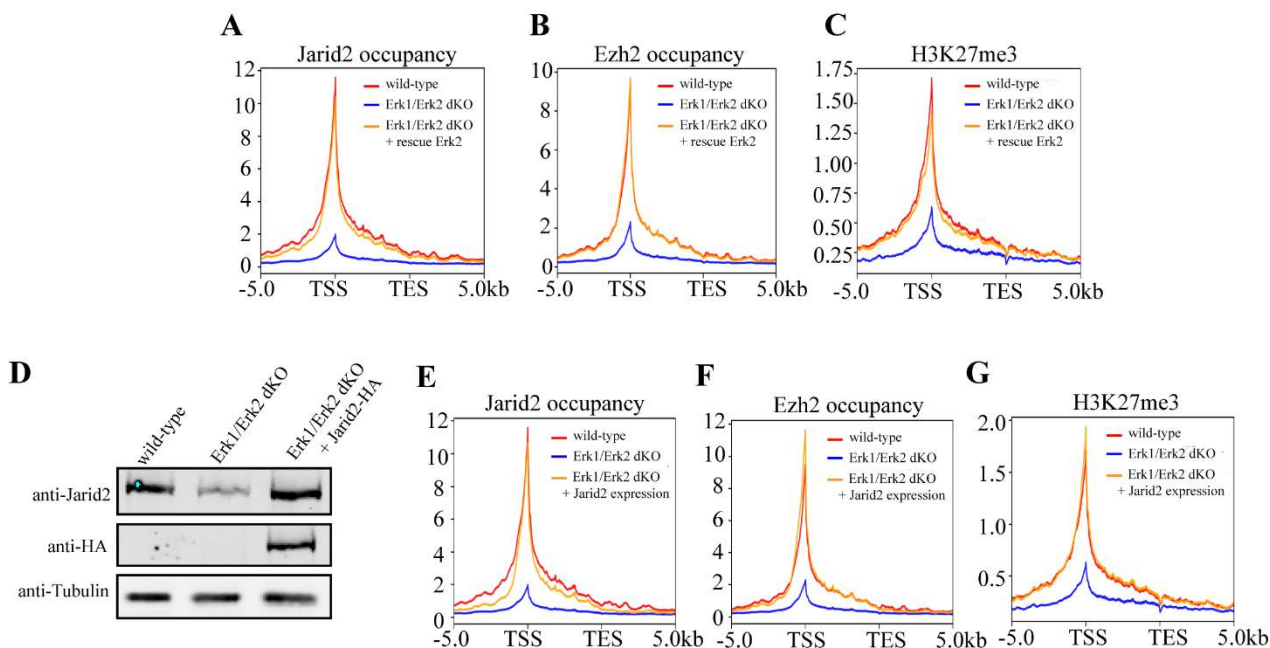 A
Jarid2 occupancy
12
10
8
6
4
2
0
wild-type
Erk1/Erk2 dKO
Erk1/Erk2 dKO
+ rescue Erk2
-5.0 TSS TES 5.0kb
B
Ezh2 occupancy
10
8
6
4
2
0
wild-type
Erk1/Erk2 dKO
Erk1/Erk2 dKO
+ rescue Erk2
-5.0 TSS TES 5.0kb
C
H3K27me3
1.75
1.50
1.25
1.00
0.75
0.50
0.25
wild-type
Erk1/Erk2 dKO
Erk1/Erk2 dKO
+ rescue Erk2
-5.0 TSS TES 5.0kb
D
wild-type
Erk1/Erk2 dKO
Erk1/Erk2 dKO
+ Jarid2-HA
anti-Jarid2
anti-HA
anti-Tubulin
E
Jarid2 occupancy
12
10
8
6
4
2
0
wild-type
Erk1/Erk2 dKO
Erk1/Erk2 dKO
+ Jarid2 expression
-5.0 TSS TES 5.0kb
F
Ezh2 occupancy
12
10
8
6
4
2
0
wild-type
Erk1/Erk2 dKO
Erk1/Erk2 dKO
+ Jarid2 expression
-5.0 TSS TES 5.0kb
G
H3K27me3
2.0
1.5
1.0
0.5
wild-type
Erk1/Erk2 dKO
Erk1/Erk2 dKO
+ Jarid2 expression
-5.0 TSS TES 5.0kb